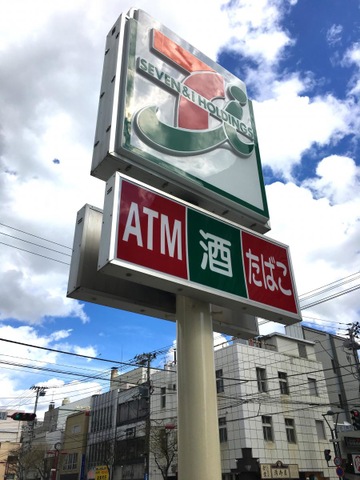 SEVEN & i HOLDINGS
ATM 酒 たばこ